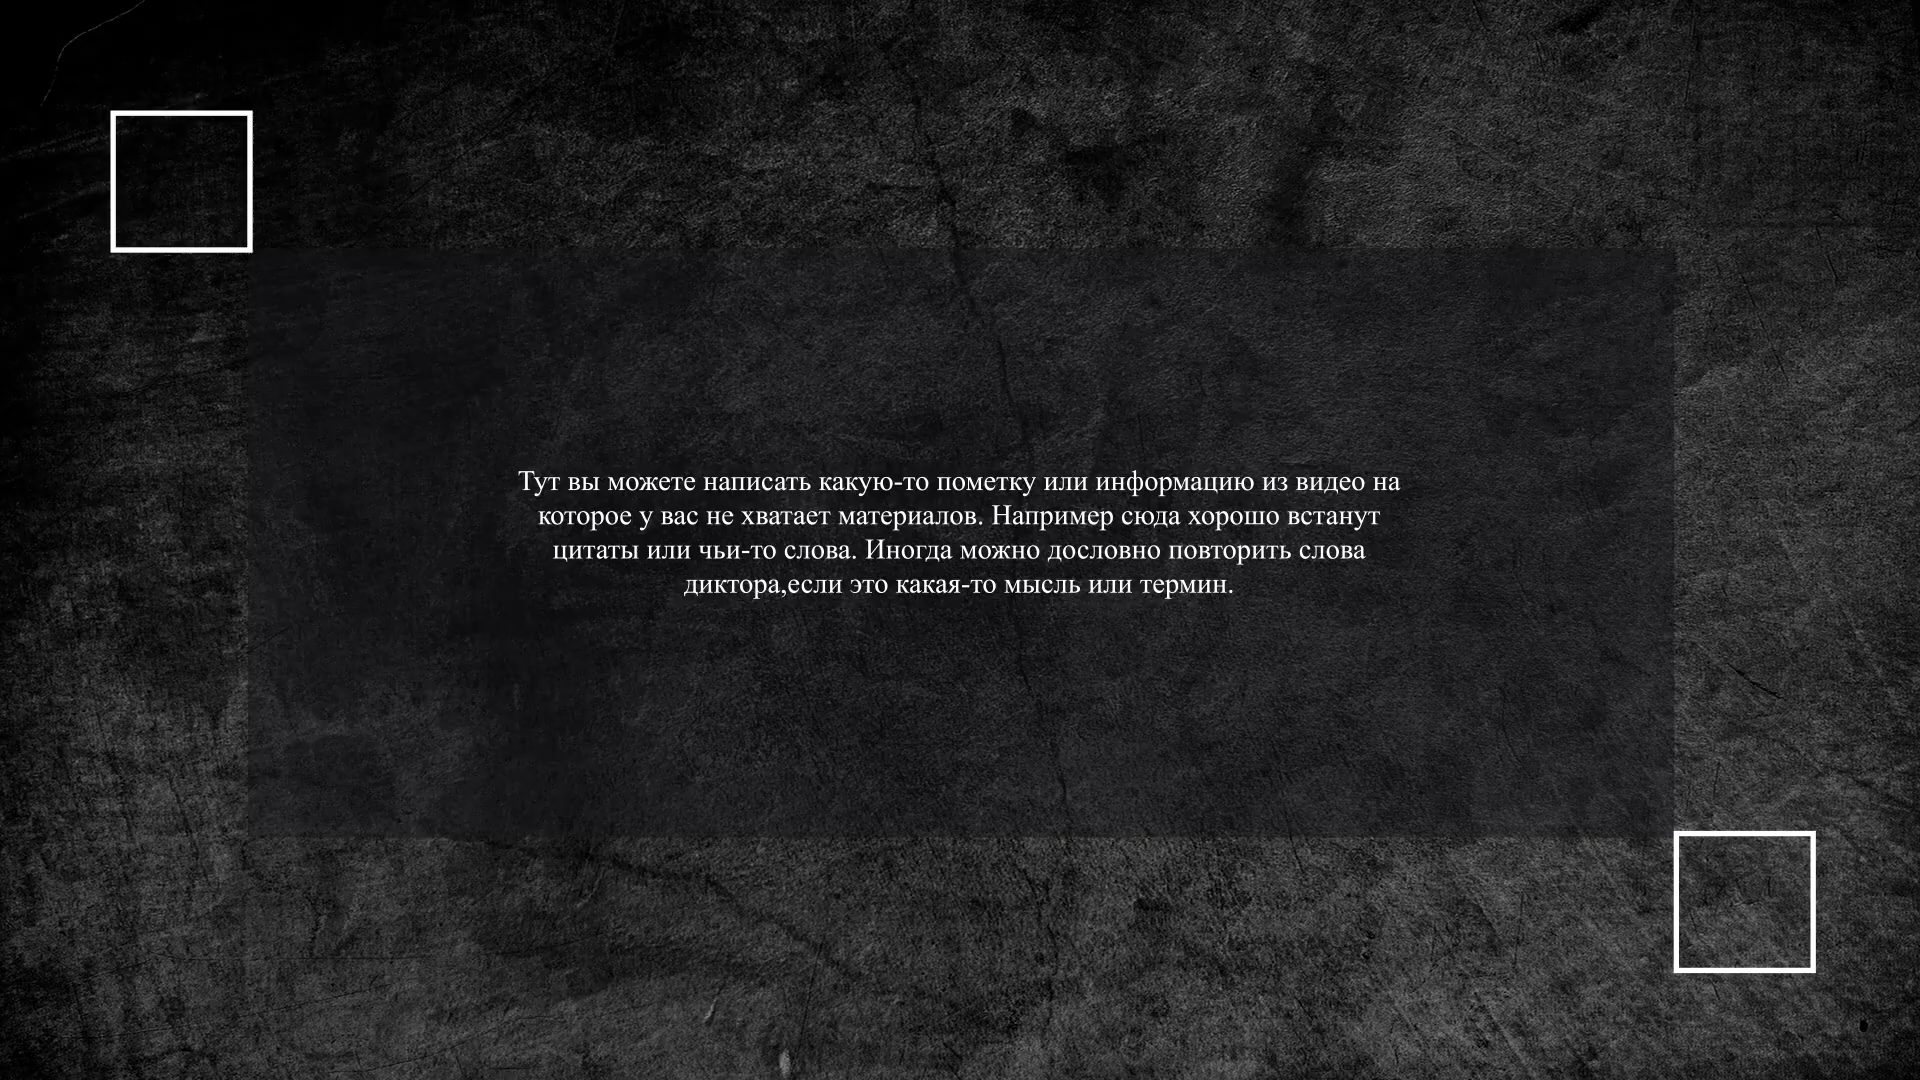 Тут вы можете написать какую-то пометку или информацию из видео на
которое у вас не хватает материалов. Например сюда хорошо встанут
цитаты или чьи-то слова. Иногда можно дословно повторить слова
диктора,если это какая-то мысль или термин.